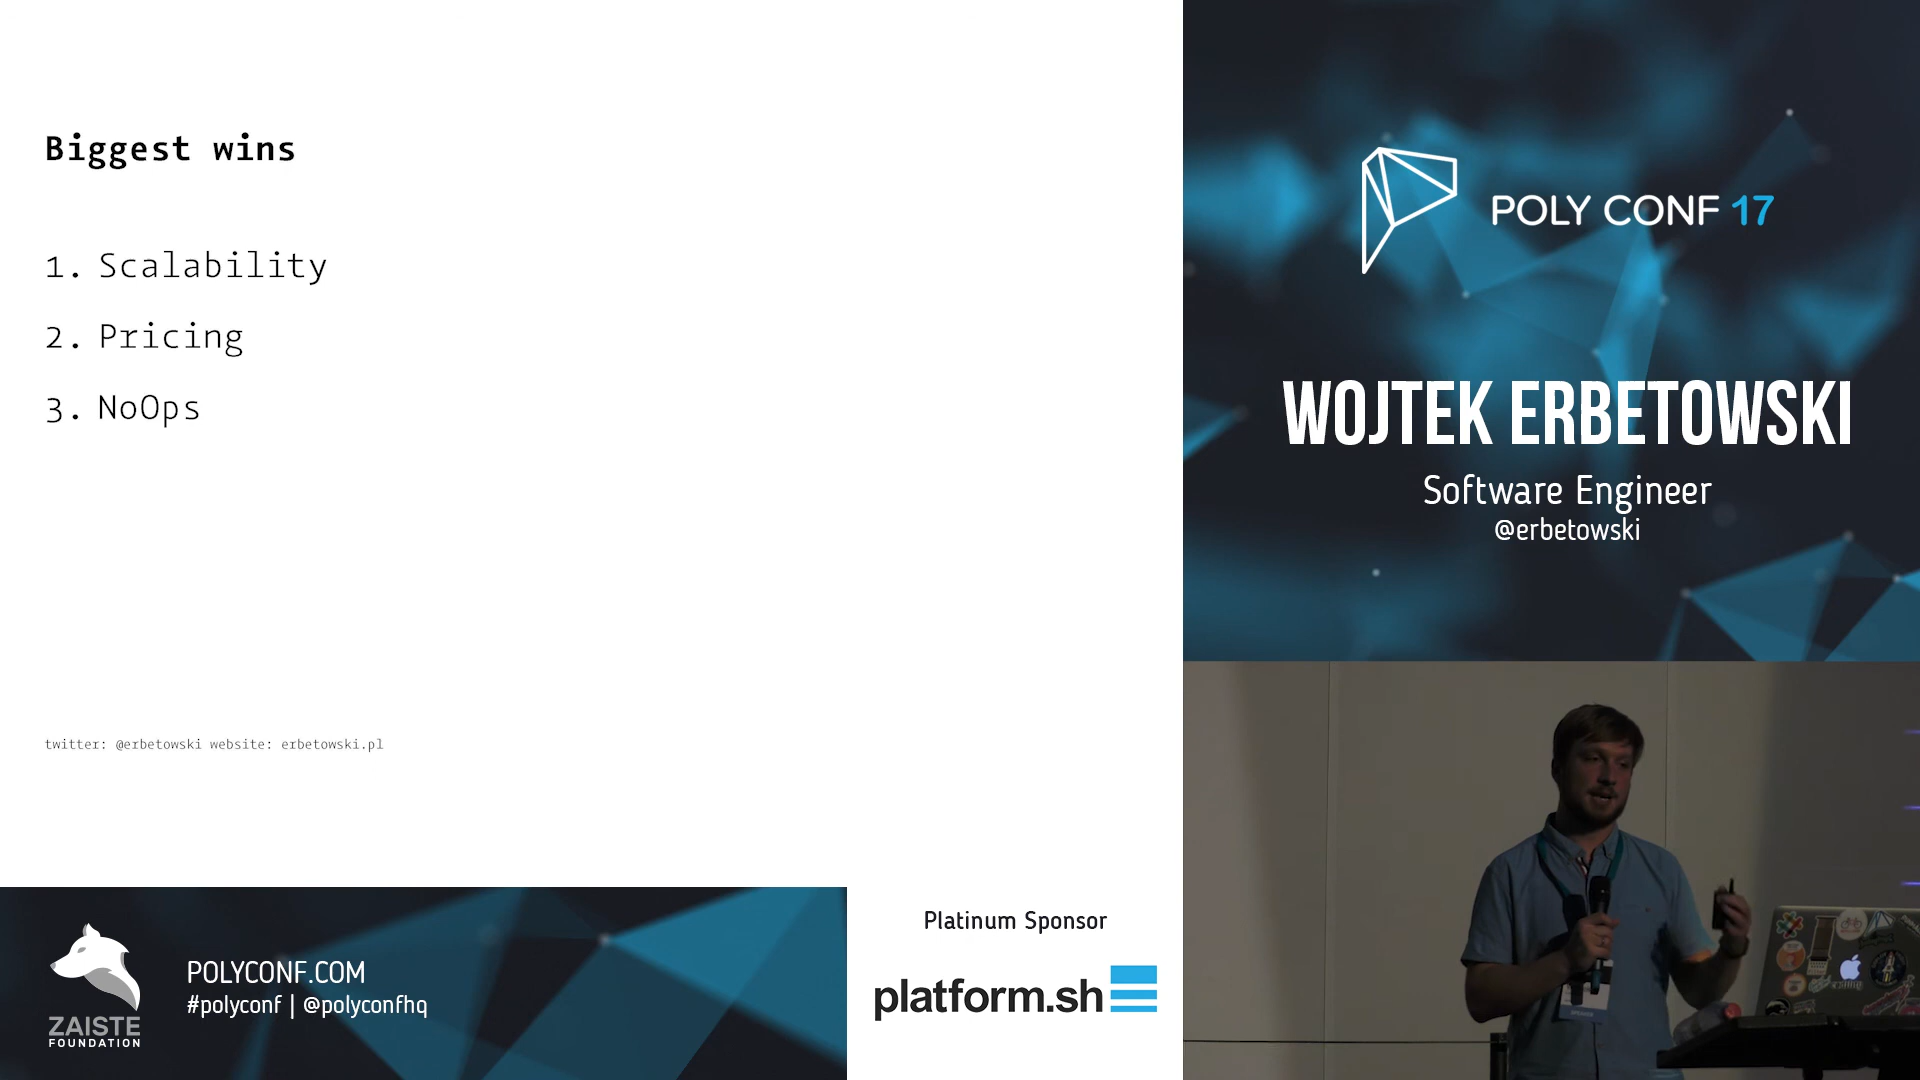 Biggest wins
1. Scalability
2. Pricing
3. NoOps
twitter: @erbetowski website: erbetowski.pl
POLY CONF 17
WOJTEK ERBETOWSKI
Software Engineer
@erbetowski
ZAISTE
FOUNDATION
POLYCONF.COM
#polyconf | @polyconfhq
Platinum Sponsor
platform.sh
SPEAKER